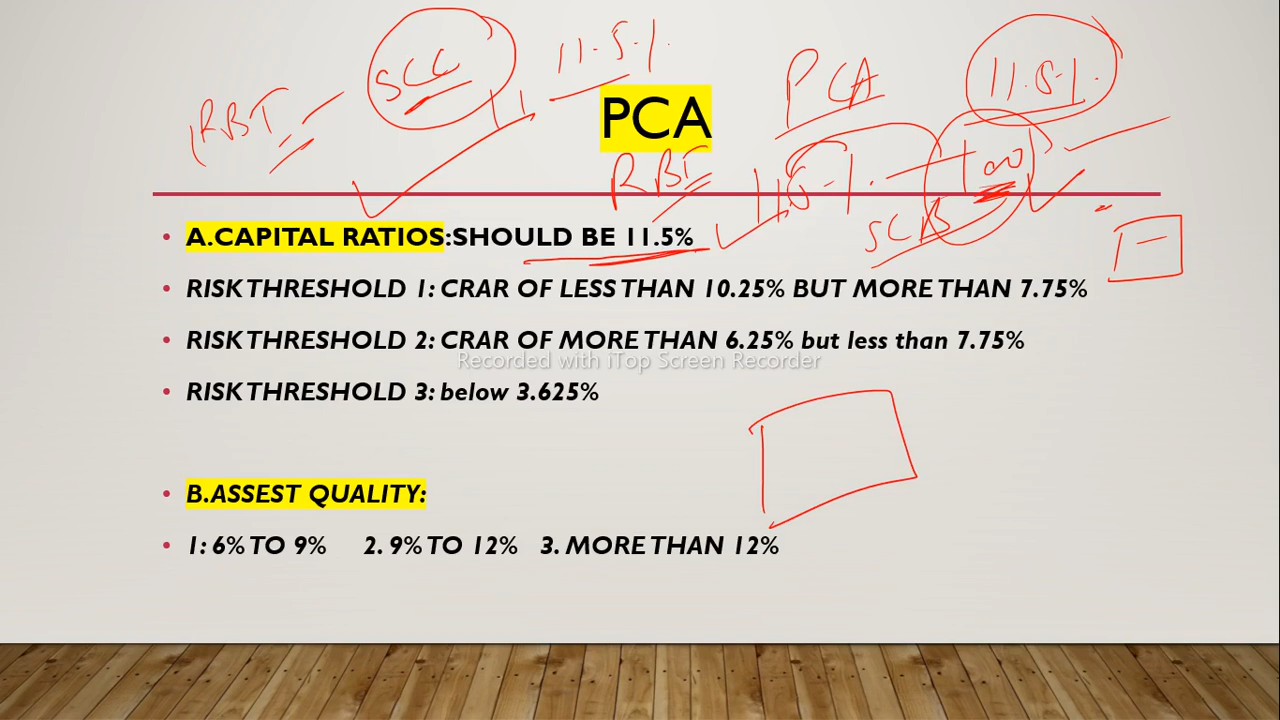 SCC 11.5%
RBI
PCA 11.5%
PCA
RBI 11.5% 100
SCB
• A.CAPITAL RATIOS:SHOULD BE 11.5%
• RISK THRESHOLD 1: CRAR OF LESS THAN 10.25% BUT MORE THAN 7.75%
• RISK THRESHOLD 2: CRAR OF MORE THAN 6.25% but less than 7.75%
Recorded with iTop Screen Recorder
• RISK THRESHOLD 3: below 3.625%
• B.ASSEST QUALITY:
• 1: 6% TO 9% 2. 9% TO 12% 3. MORE THAN 12%